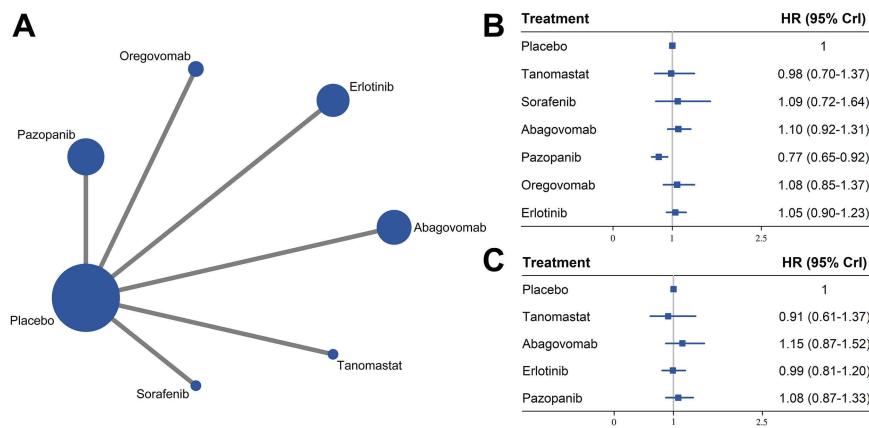 A
Oregovomab
Erlotinib
Pazopanib
Abagovomab
Placebo
Tanomastat
Sorafenib
B
Treatment HR (95% CrI)
Placebo 1
Tanomastat 0.98 (0.70-1.37)
Sorafenib 1.09 (0.72-1.64)
Abagovomab 1.10 (0.92-1.31)
Pazopanib 0.77 (0.65-0.92)
Oregovomab 1.08 (0.85-1.37)
Erlotinib 1.05 (0.90-1.23)
0 1 2.5
C
Treatment HR (95% CrI)
Placebo 1
Tanomastat 0.91 (0.61-1.37)
Abagovomab 1.15 (0.87-1.52)
Erlotinib 0.99 (0.81-1.20)
Pazopanib 1.08 (0.87-1.33)
0 1 2.5